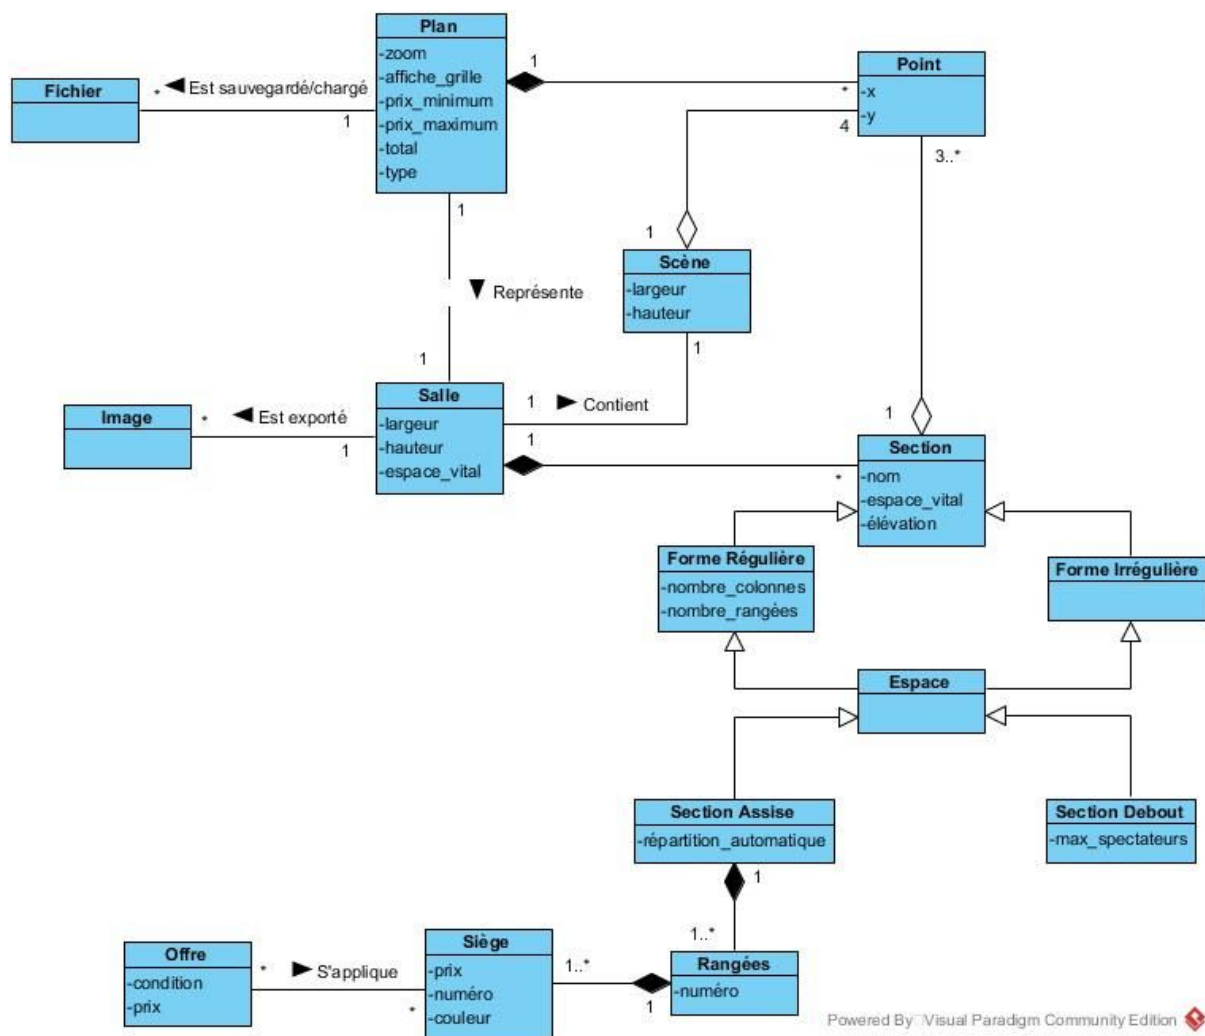 Plan
-zoom
-affiche_grille
-prix_minimum
-prix_maximum
-total
-type
Fichier
* ◄ Est sauvegardé/chargé
1
1
*
Point
-x
-y
4
3..*
1
1
Scène
-largeur
-hauteur
1
▼ Représente
1
Salle
-largeur
-hauteur
-espace_vital
Image
* ◄ Est exporté
1
1 ► Contient
1
*
1
Section
-nom
-espace_vital
-élévation
Forme Régulière
-nombre_colonnes
-nombre_rangées
Forme Irrégulière
Espace
Section Assise
-répartition_automatique
Section Debout
-max_spectateurs
1
1..*
Rangées
-numéro
1
1..*
Siège
-prix
-numéro
-couleur
Offre
-condition
-prix
* ► S'applique
*
Powered By Visual Paradigm Community Edition